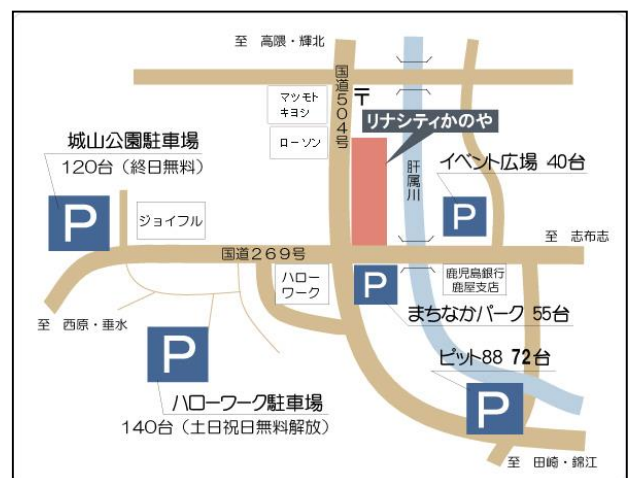 至 高隈・輝北
国道504号
〒
マツモト
キヨシ
ローソン
リナシティかのや
城山公園駐車場
120台（終日無料）
P
ジョイフル
肝属川
イベント広場 40台
P
国道269号
至 志布志
ハロー
ワーク
P
鹿児島銀行
鹿屋支店
まちなかパーク 55台
至 西原・垂水
P
ハローワーク駐車場
140台（土日祝日無料解放）
ピット88 72台
P
至 田崎・錦江